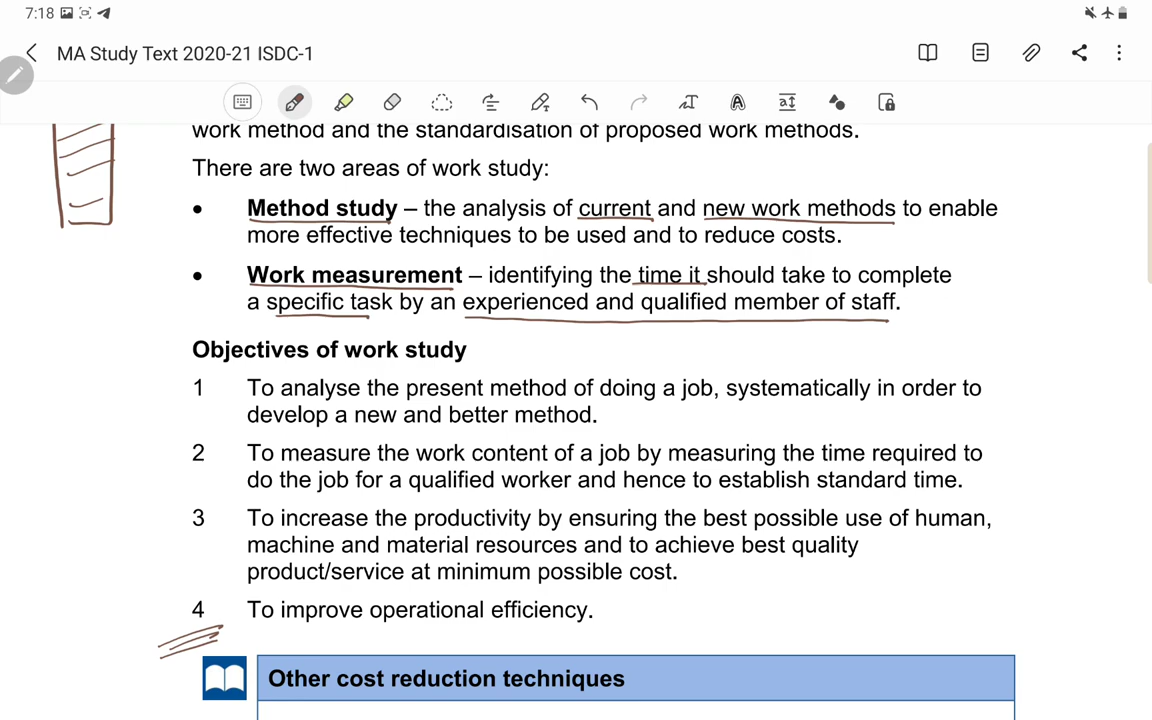 7:18
MA Study Text 2020-21 ISDC-1
work method and the standardisation of proposed work methods.
There are two areas of work study:
• Method study – the analysis of current and new work methods to enable
more effective techniques to be used and to reduce costs.
• Work measurement – identifying the time it should take to complete
a specific task by an experienced and qualified member of staff.
Objectives of work study
1 To analyse the present method of doing a job, systematically in order to
develop a new and better method.
2 To measure the work content of a job by measuring the time required to
do the job for a qualified worker and hence to establish standard time.
3 To increase the productivity by ensuring the best possible use of human,
machine and material resources and to achieve best quality
product/service at minimum possible cost.
4 To improve operational efficiency.
Other cost reduction techniques